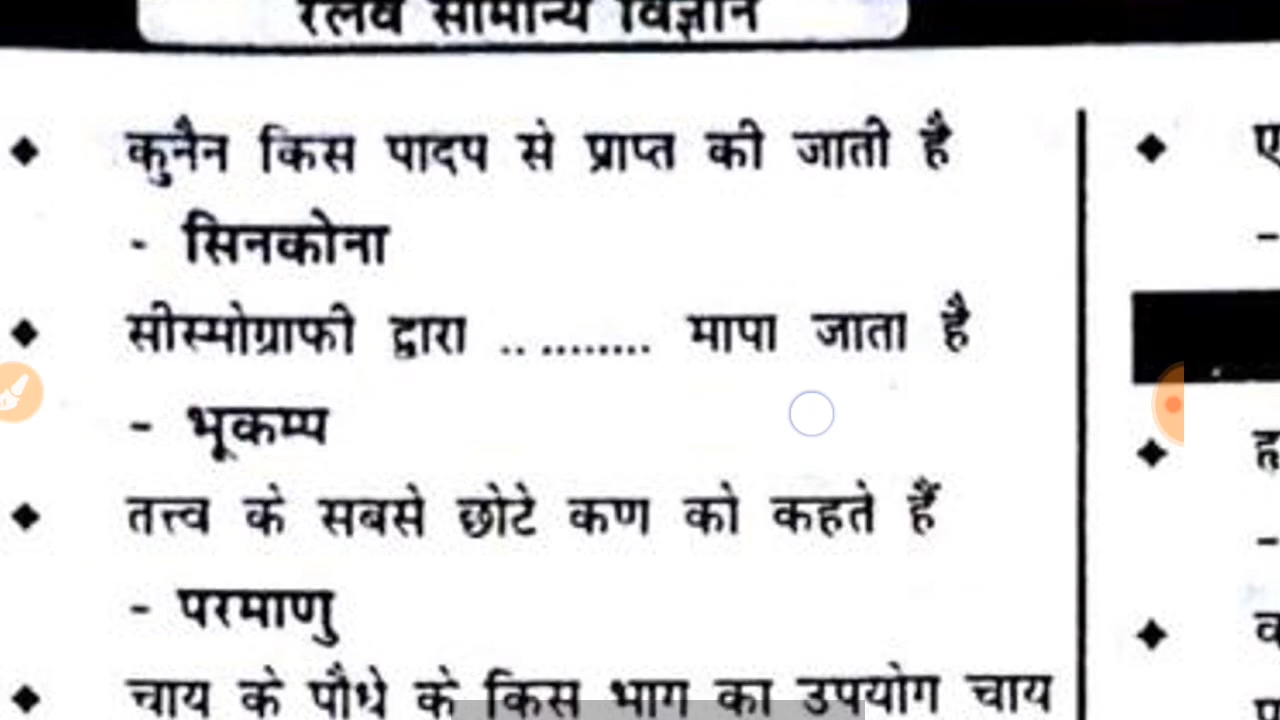 रेलवे सामान्य विज्ञान
◆ कुनैन किस पादप से प्राप्त की जाती है
- सिनकोना
◆ सीस्मोग्राफी द्वारा .. ......... मापा जाता है
- भूकम्प
◆ तत्त्व के सबसे छोटे कण को कहते हैं
- परमाणु
◆ चाय के पौधे के किस भाग का उपयोग चाय